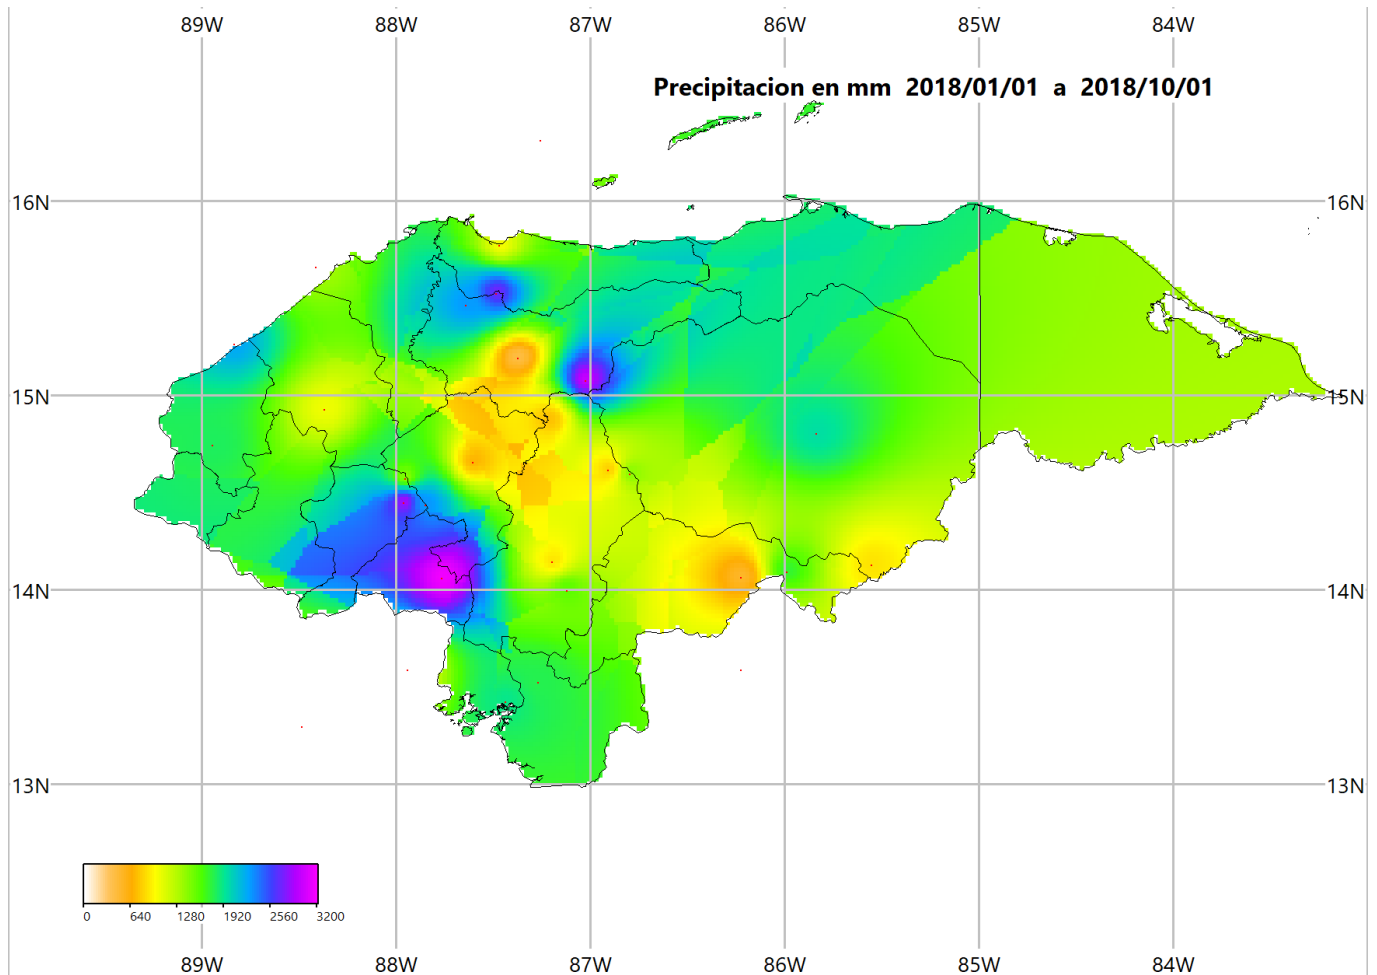 89W 88W 87W 86W 85W 84W
Precipitacion en mm 2018/01/01 a 2018/10/01
16N 16N
15N 15N
14N 14N
13N 13N
0 640 1280 1920 2560 3200
89W 88W 87W 86W 85W 84W